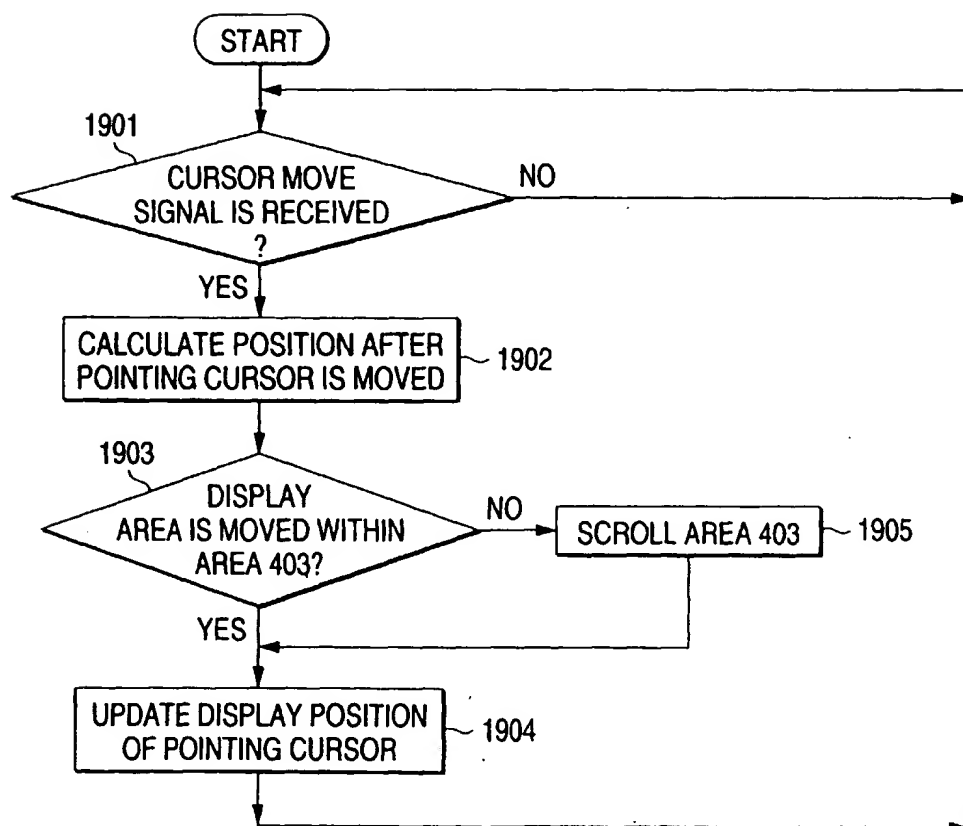 START
1901
CURSOR MOVE
SIGNAL IS RECEIVED
?
NO
YES
CALCULATE POSITION AFTER
POINTING CURSOR IS MOVED
1902
1903
DISPLAY
AREA IS MOVED WITHIN
AREA 403?
NO
SCROLL AREA 403
1905
YES
UPDATE DISPLAY POSITION
OF POINTING CURSOR
1904